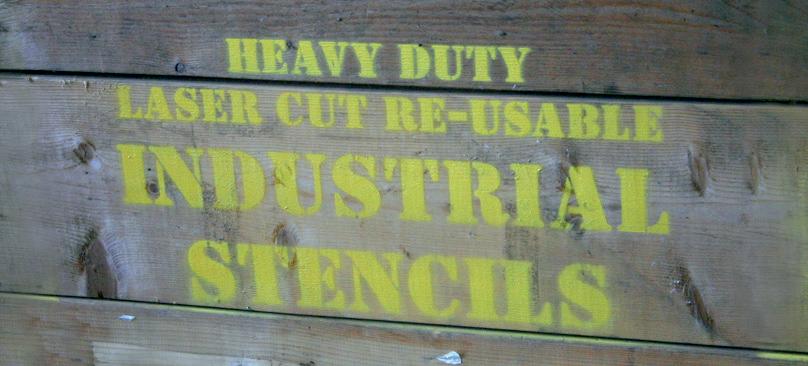 HEAVY DUTY
LASER CUT RE-USABLE
INDUSTRIAL
STENCILS